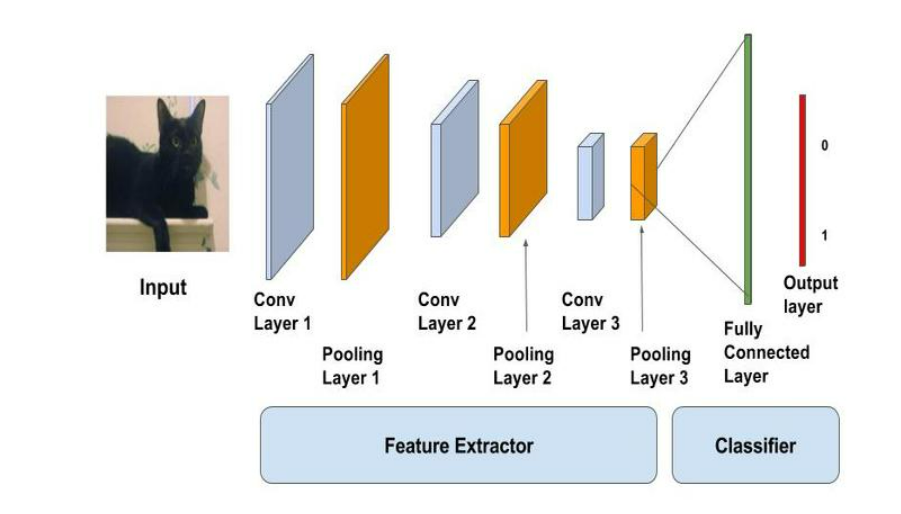 Input
Conv
Layer 1
Pooling
Layer 1
Conv
Layer 2
Pooling
Layer 2
Conv
Layer 3
Pooling
Layer 3
Fully
Connected
Layer
0
1
Output
layer
Feature Extractor
Classifier